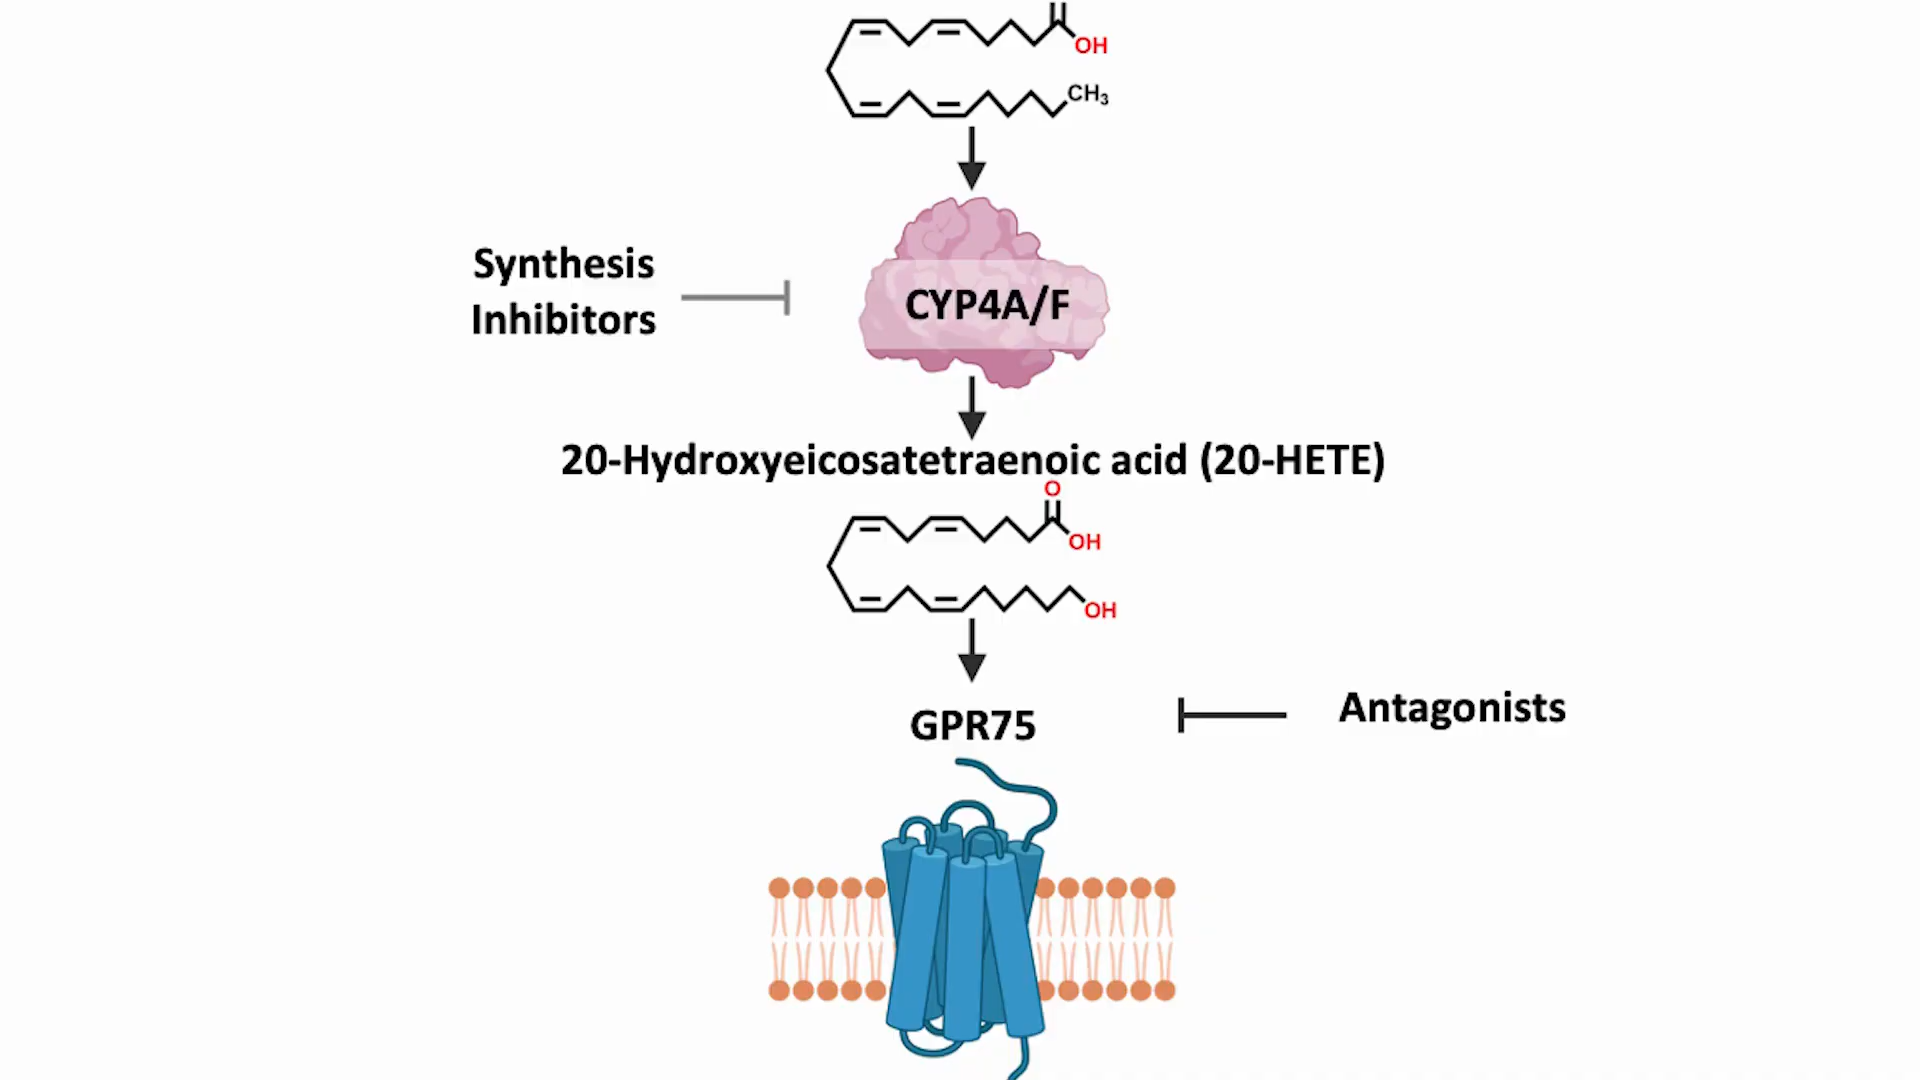 OH
CH₃
Synthesis
Inhibitors
CYP4A/F
20-Hydroxyeicosatetraenoic acid (20-HETE)
O
OH
OH
GPR75
Antagonists